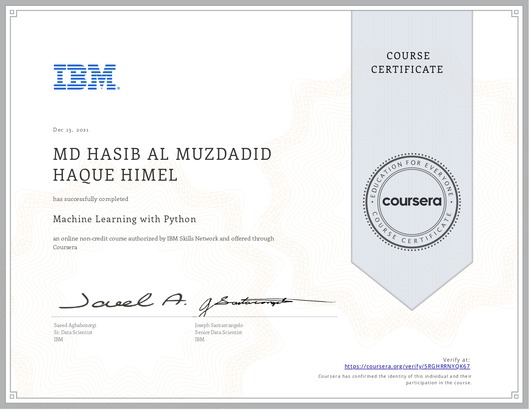 COURSE
CERTIFICATE
IBM
Dec 13, 2021
MD HASIB AL MUZDADID
HAQUE HIMEL
has successfully completed
Machine Learning with Python
an online non-credit course authorized by IBM Skills Network and offered through
Coursera
EDUCATION FOR EVERYONE
coursera
COURSE CERTIFICATE
Saeed Aghabozorgi
Sr. Data Scientist
IBM
Joseph Santarcangelo
Senior Data Scientist
IBM
Verify at:
https://coursera.org/verify/SRGHRRNYQK67
Coursera has confirmed the identity of this individual and their
participation in the course.